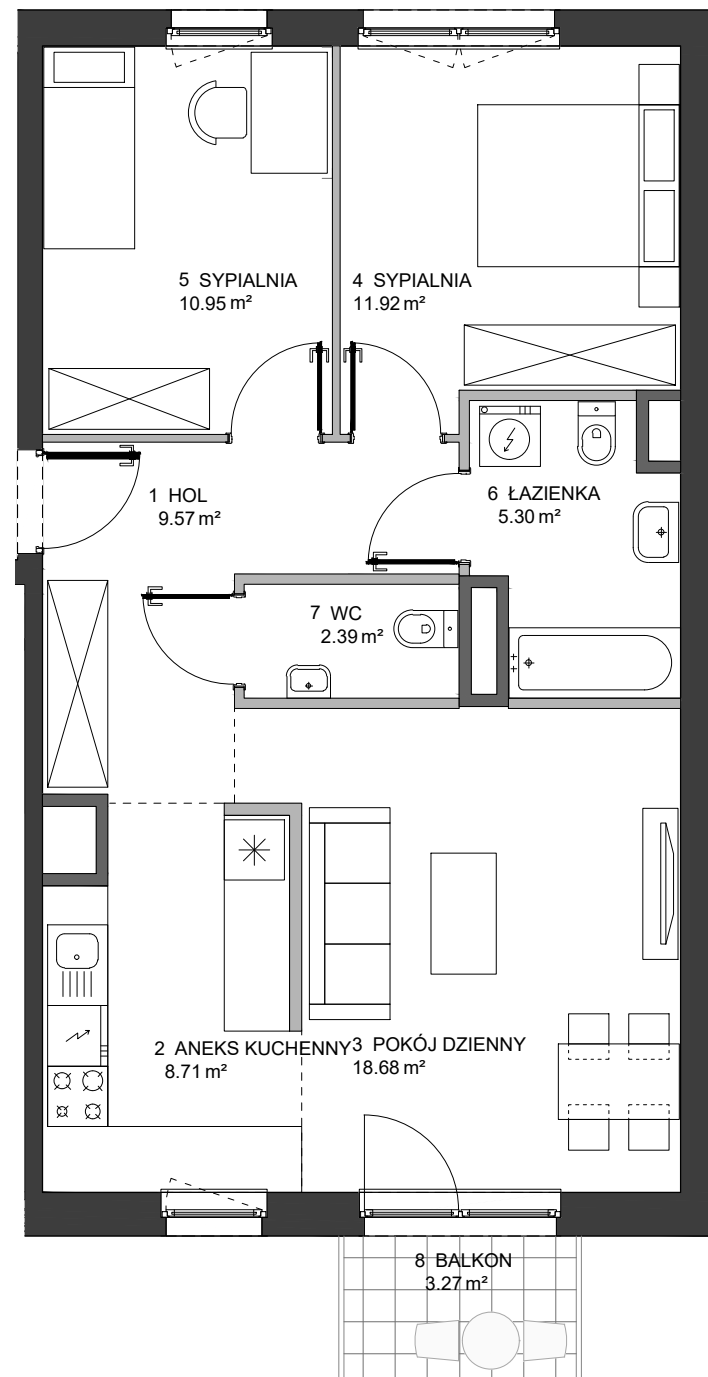 5 SYPIALNIA
10.95 m²
4 SYPIALNIA
11.92 m²
1 HOL
9.57 m²
6 ŁAZIENKA
5.30 m²
7 WC
2.39 m²
2 ANEKS KUCHENNY
8.71 m²
3 POKÓJ DZIENNY
18.68 m²
8 BALKON
3.27 m²